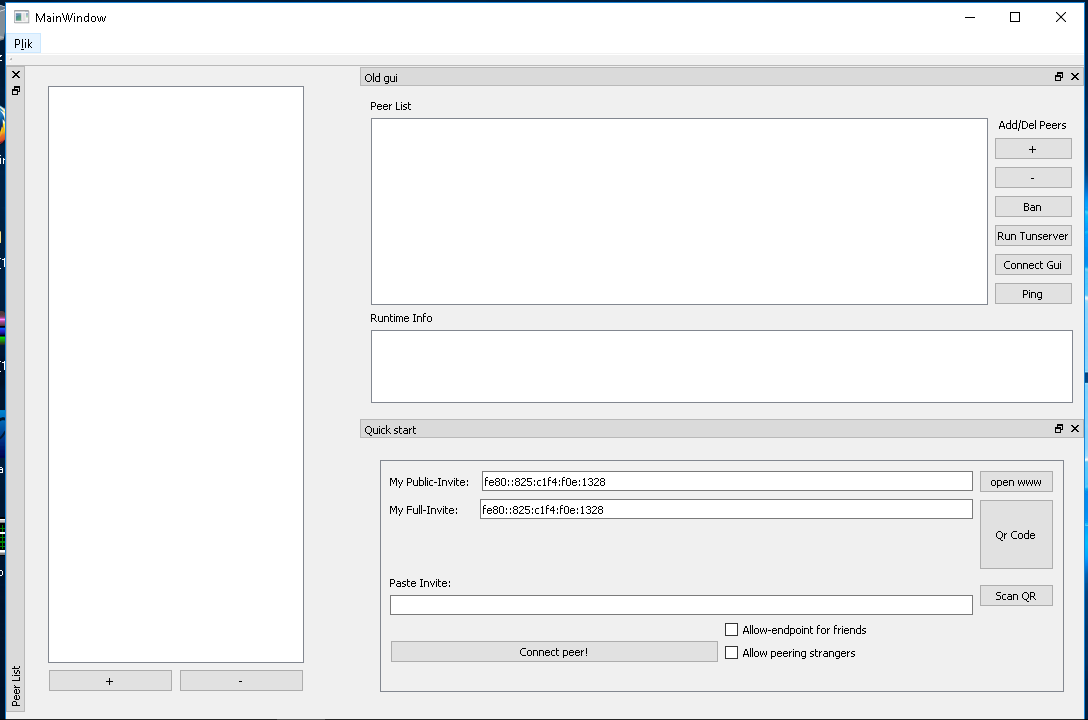 MainWindow
Plik
Old gui
Peer List
Add/Del Peers
+
-
Ban
Run Tunserver
Connect Gui
Ping
Runtime Info
Quick start
My Public-Invite: fe80::825:c1f4:f0e:1328 open www
My Full-Invite: fe80::825:c1f4:f0e:1328
Qr Code
Paste Invite:
Scan QR
Allow-endpoint for friends
Connect peer!
Allow peering strangers
Peer List
+ -